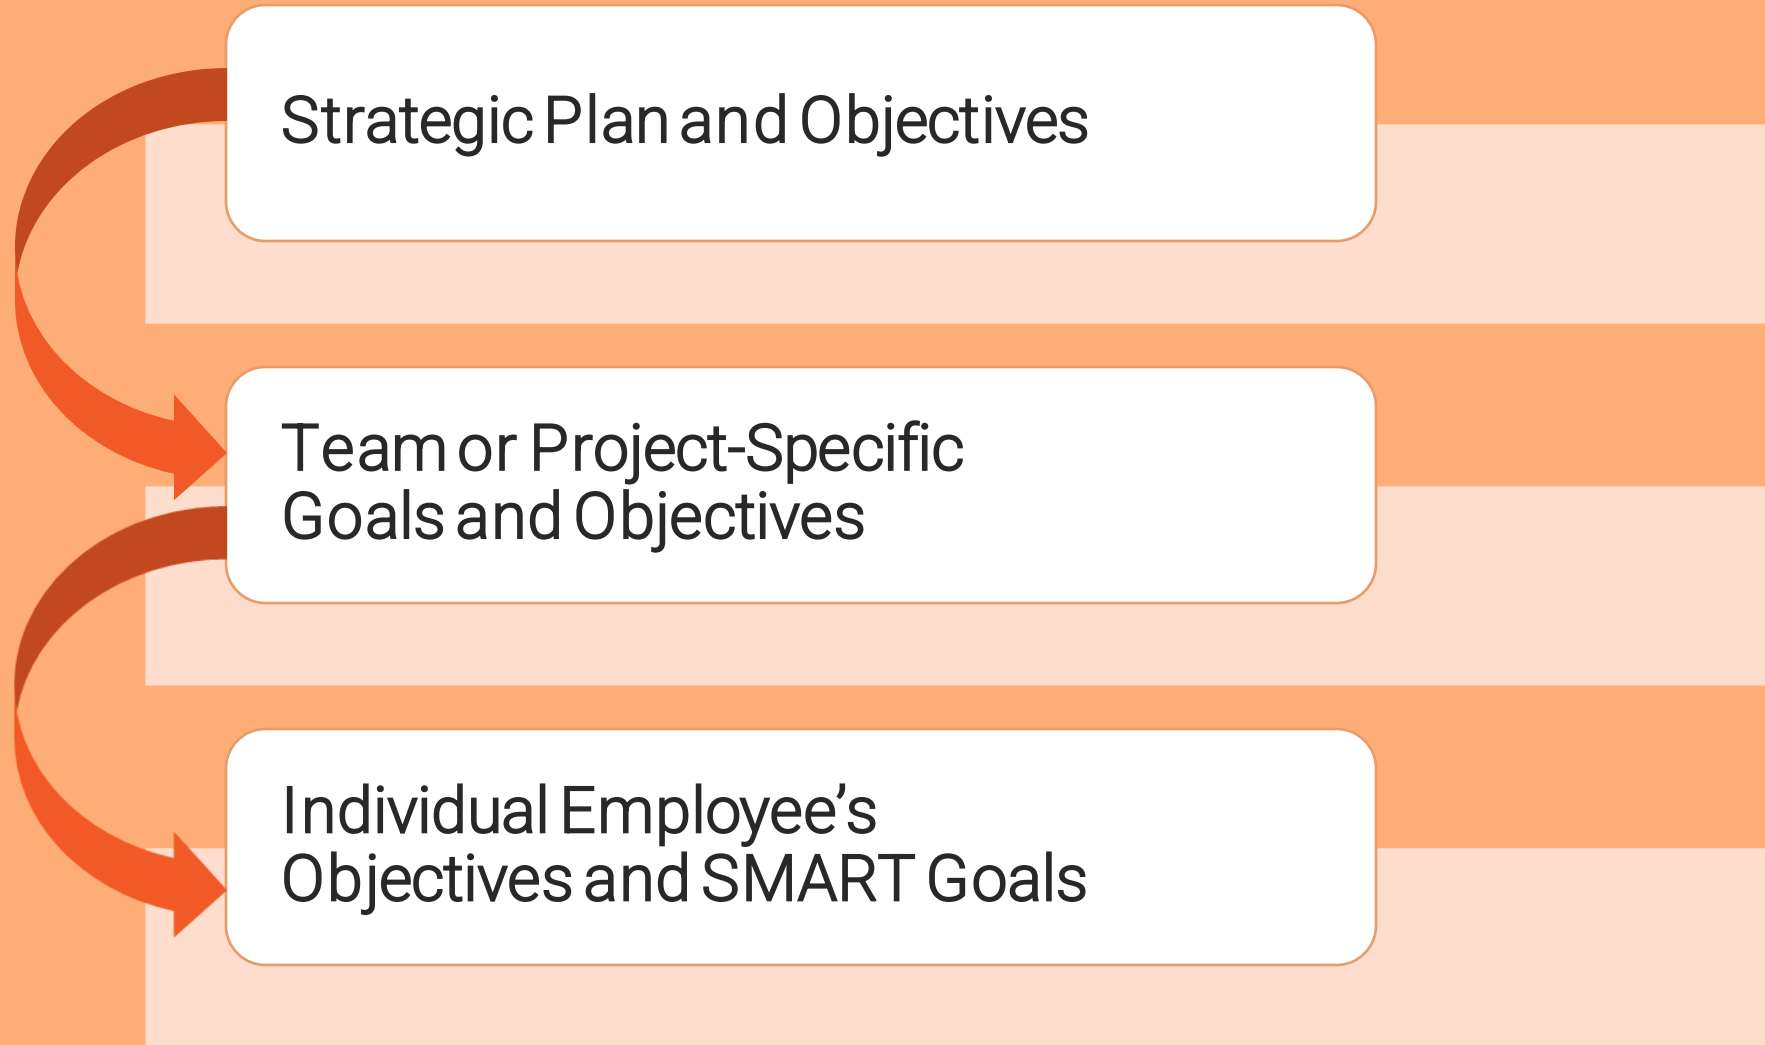 Strategic Plan and Objectives
Team or Project-Specific
Goals and Objectives
Individual Employee’s
Objectives and SMART Goals